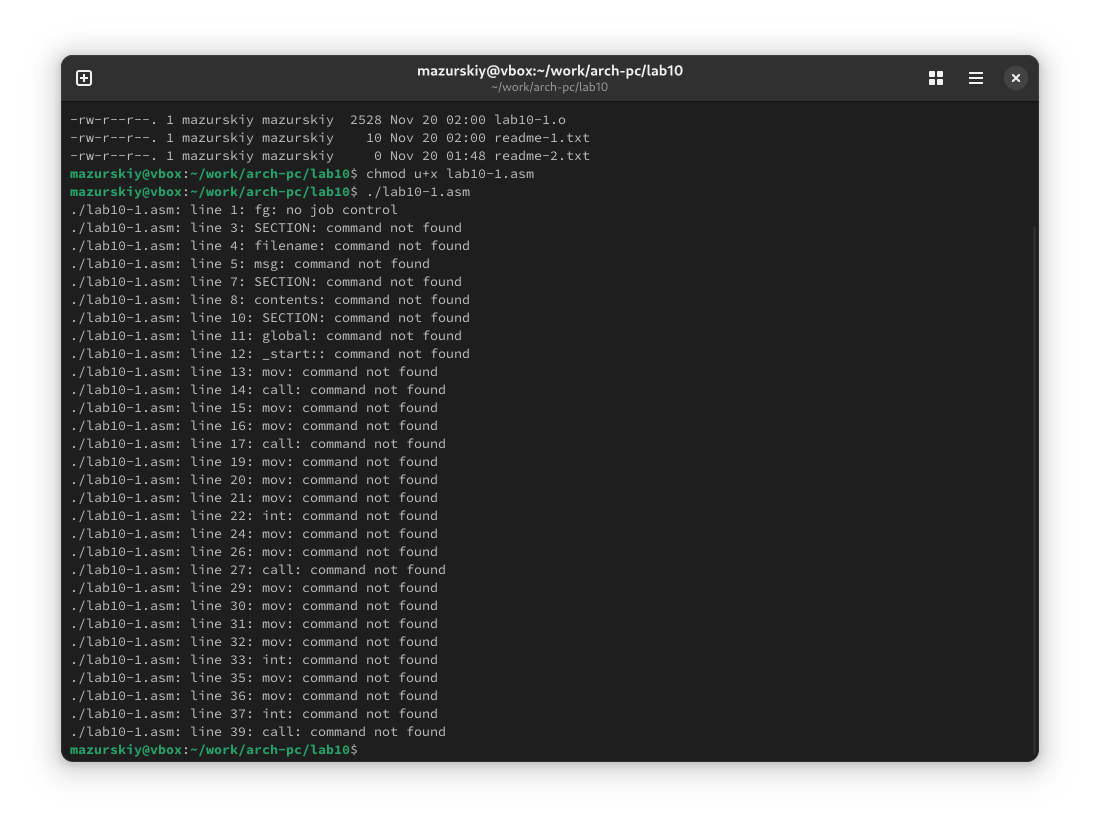 mazurskiy@vbox:~/work/arch-pc/lab10
~/work/arch-pc/lab10
-rw-r--r--. 1 mazurskiy mazurskiy  2528 Nov 20 02:00 lab10-1.o
-rw-r--r--. 1 mazurskiy mazurskiy    10 Nov 20 02:00 readme-1.txt
-rw-r--r--. 1 mazurskiy mazurskiy     0 Nov 20 01:48 readme-2.txt
mazurskiy@vbox:~/work/arch-pc/lab10$ chmod u+x lab10-1.asm
mazurskiy@vbox:~/work/arch-pc/lab10$ ./lab10-1.asm
./lab10-1.asm: line 1: fg: no job control
./lab10-1.asm: line 3: SECTION: command not found
./lab10-1.asm: line 4: filename: command not found
./lab10-1.asm: line 5: msg: command not found
./lab10-1.asm: line 7: SECTION: command not found
./lab10-1.asm: line 8: contents: command not found
./lab10-1.asm: line 10: SECTION: command not found
./lab10-1.asm: line 11: global: command not found
./lab10-1.asm: line 12: _start:: command not found
./lab10-1.asm: line 13: mov: command not found
./lab10-1.asm: line 14: call: command not found
./lab10-1.asm: line 15: mov: command not found
./lab10-1.asm: line 16: mov: command not found
./lab10-1.asm: line 17: call: command not found
./lab10-1.asm: line 19: mov: command not found
./lab10-1.asm: line 20: mov: command not found
./lab10-1.asm: line 21: mov: command not found
./lab10-1.asm: line 22: int: command not found
./lab10-1.asm: line 24: mov: command not found
./lab10-1.asm: line 26: mov: command not found
./lab10-1.asm: line 27: call: command not found
./lab10-1.asm: line 29: mov: command not found
./lab10-1.asm: line 30: mov: command not found
./lab10-1.asm: line 31: mov: command not found
./lab10-1.asm: line 32: mov: command not found
./lab10-1.asm: line 33: int: command not found
./lab10-1.asm: line 35: mov: command not found
./lab10-1.asm: line 36: mov: command not found
./lab10-1.asm: line 37: int: command not found
./lab10-1.asm: line 39: call: command not found
mazurskiy@vbox:~/work/arch-pc/lab10$